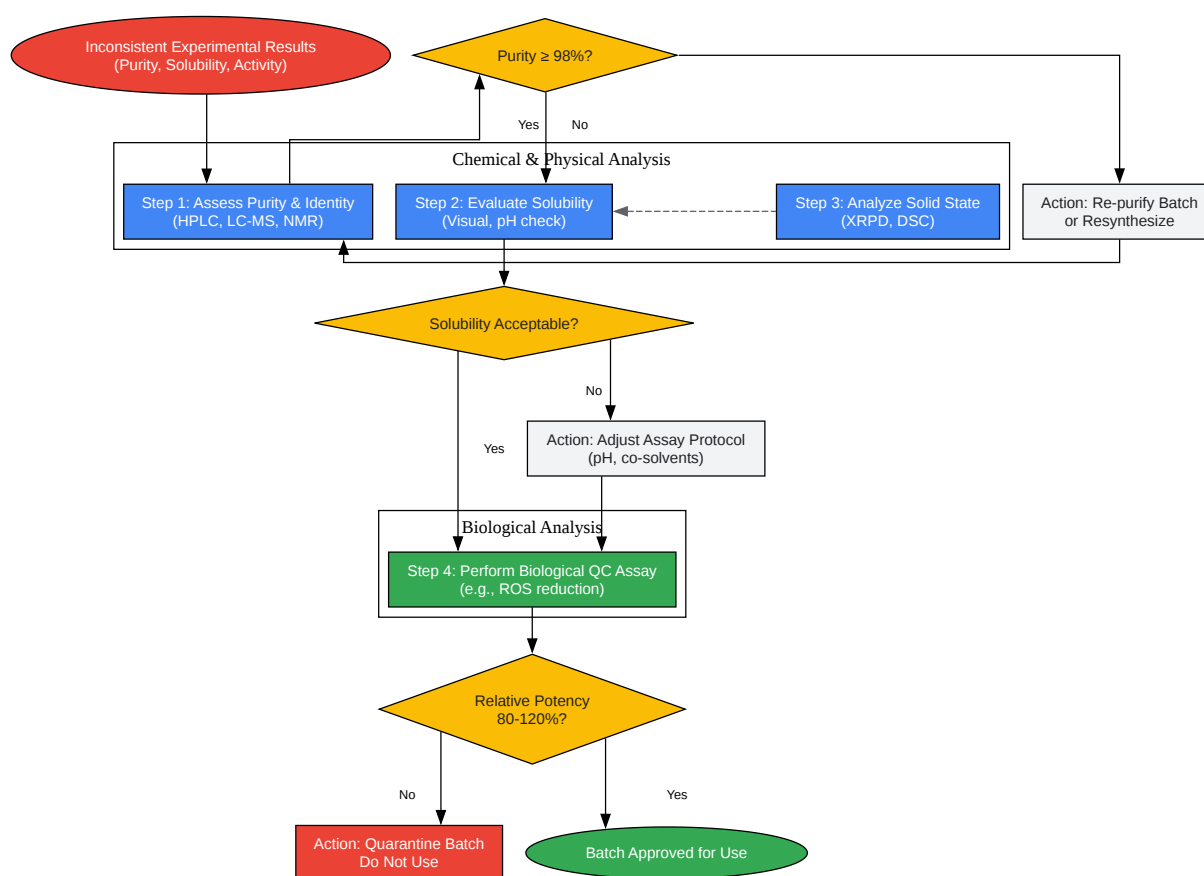 Inconsistent Experimental Results
(Purity, Solubility, Activity)
Purity ≥ 98%?
Yes
No
Chemical & Physical Analysis
Step 1: Assess Purity & Identity
(HPLC, LC-MS, NMR)
Step 2: Evaluate Solubility
(Visual, pH check)
Step 3: Analyze Solid State
(XRPD, DSC)
Action: Re-purify Batch
or Resynthesize
Solubility Acceptable?
No
Yes
Action: Adjust Assay Protocol
(pH, co-solvents)
Biological Analysis
Step 4: Perform Biological QC Assay
(e.g., ROS reduction)
Relative Potency
80-120%?
No
Yes
Action: Quarantine Batch
Do Not Use
Batch Approved for Use